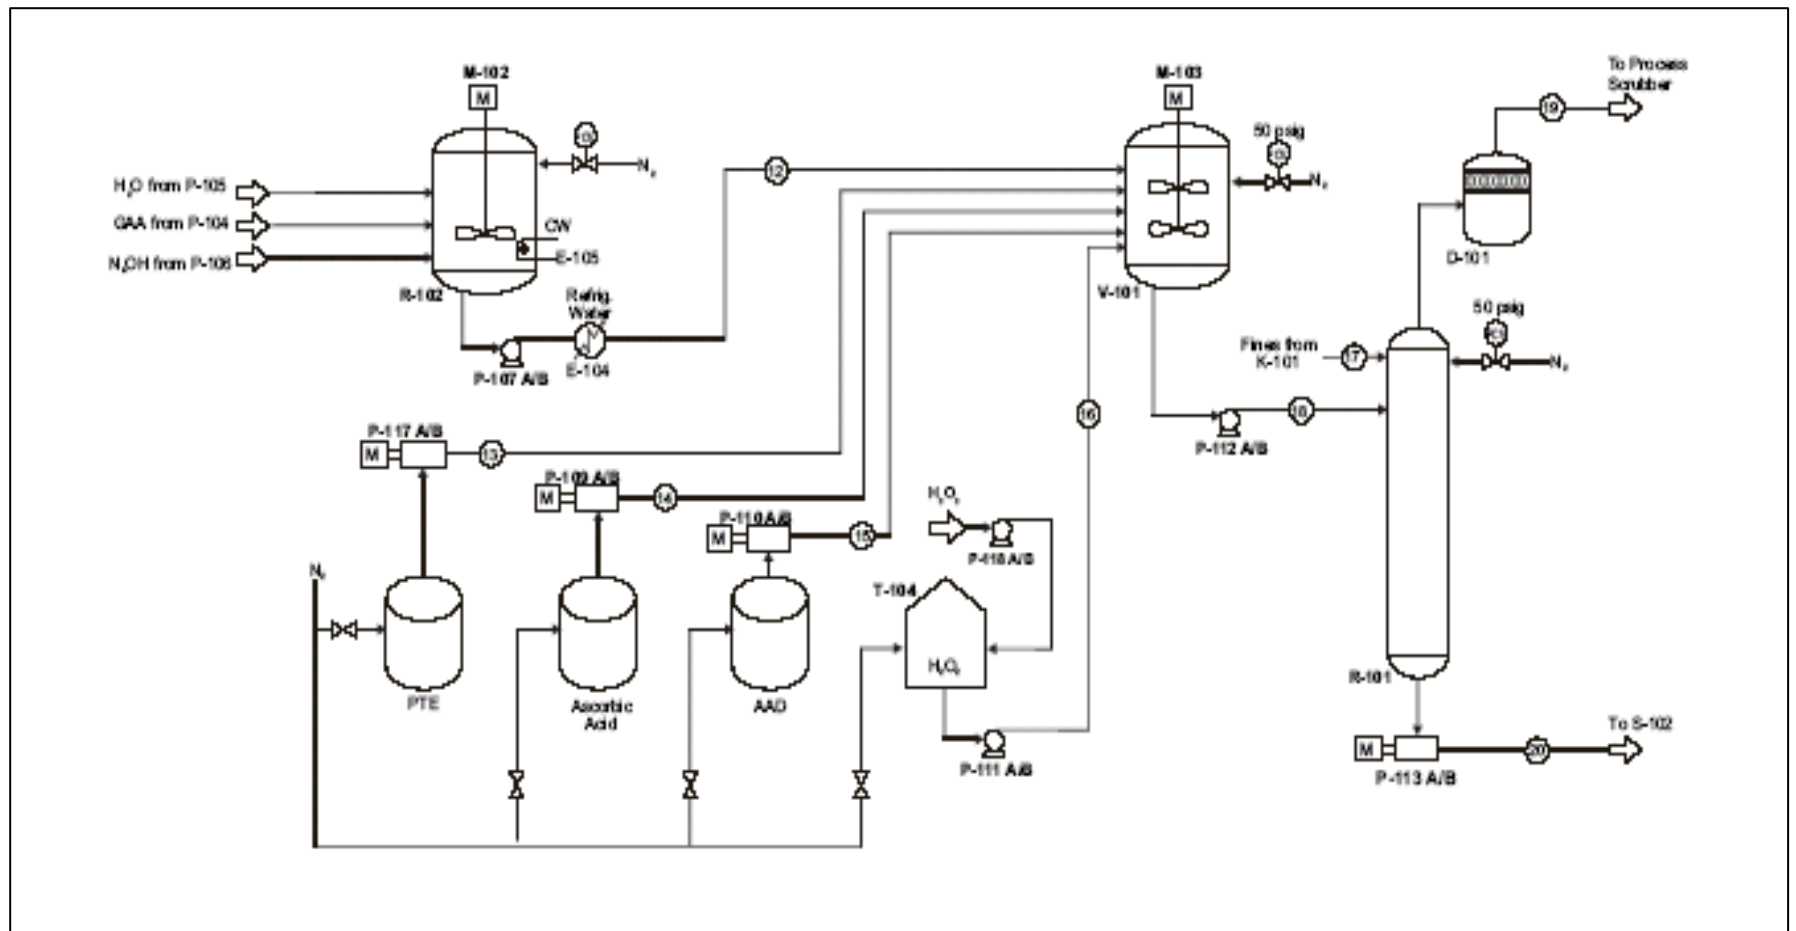 M-102
M
N₂
H₂O from P-105
GAA from P-104
NₐOH from P-106
CW
E-105
R-102
Refrig.
Water
E-104
P-107 A/B
12
M-103
M
50 psig
N₂
V-101
To Process
Scrubber
19
D-101
50 psig
N₂
Fines from
K-101
17
16
18
P-112 A/B
P-117 A/B
M
13
P-109 A/B
M
14
P-110 A/B
M
15
H₂O₂
P-118 A/B
T-104
H₂O₂
N₂
PTE
Ascorbic
Acid
AAD
P-111 A/B
R-101
To S-102
M
20
P-113 A/B